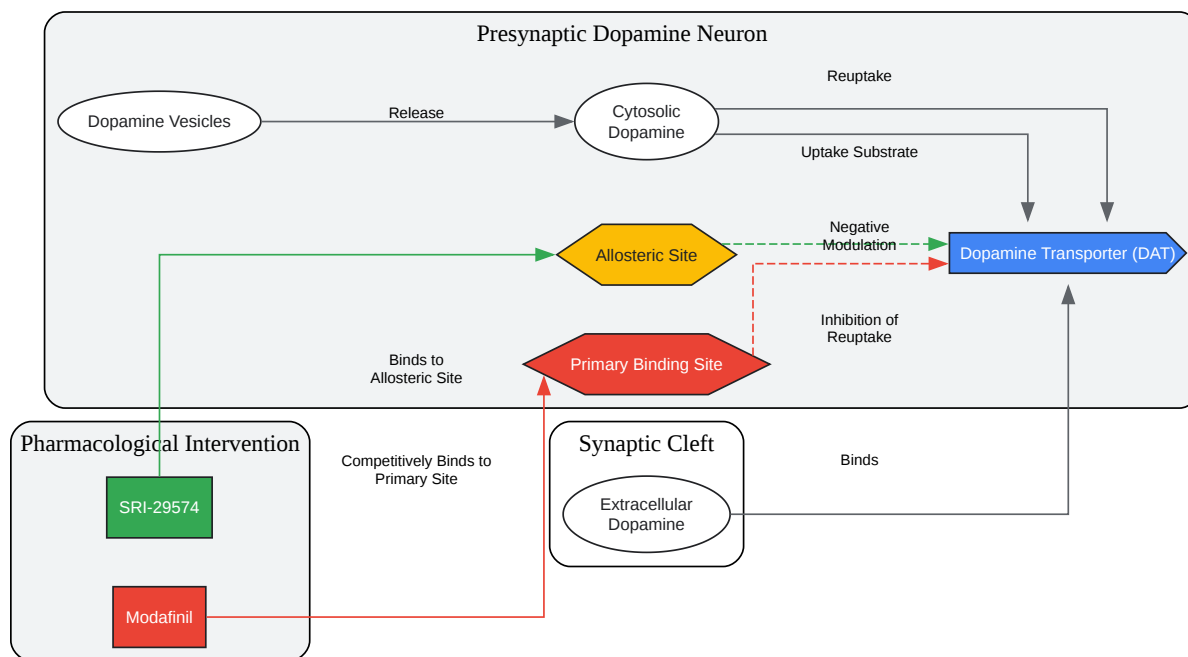 Presynaptic Dopamine Neuron
Reuptake
Dopamine Vesicles
Release
Cytosolic
Dopamine
Uptake Substrate
Negative
Modulation
Allosteric Site
Dopamine Transporter (DAT)
Inhibition of
Reuptake
Binds to
Allosteric Site
Primary Binding Site
Pharmacological Intervention
Synaptic Cleft
Competitively Binds to
Primary Site
Binds
SRI-29574
Extracellular
Dopamine
Modafinil